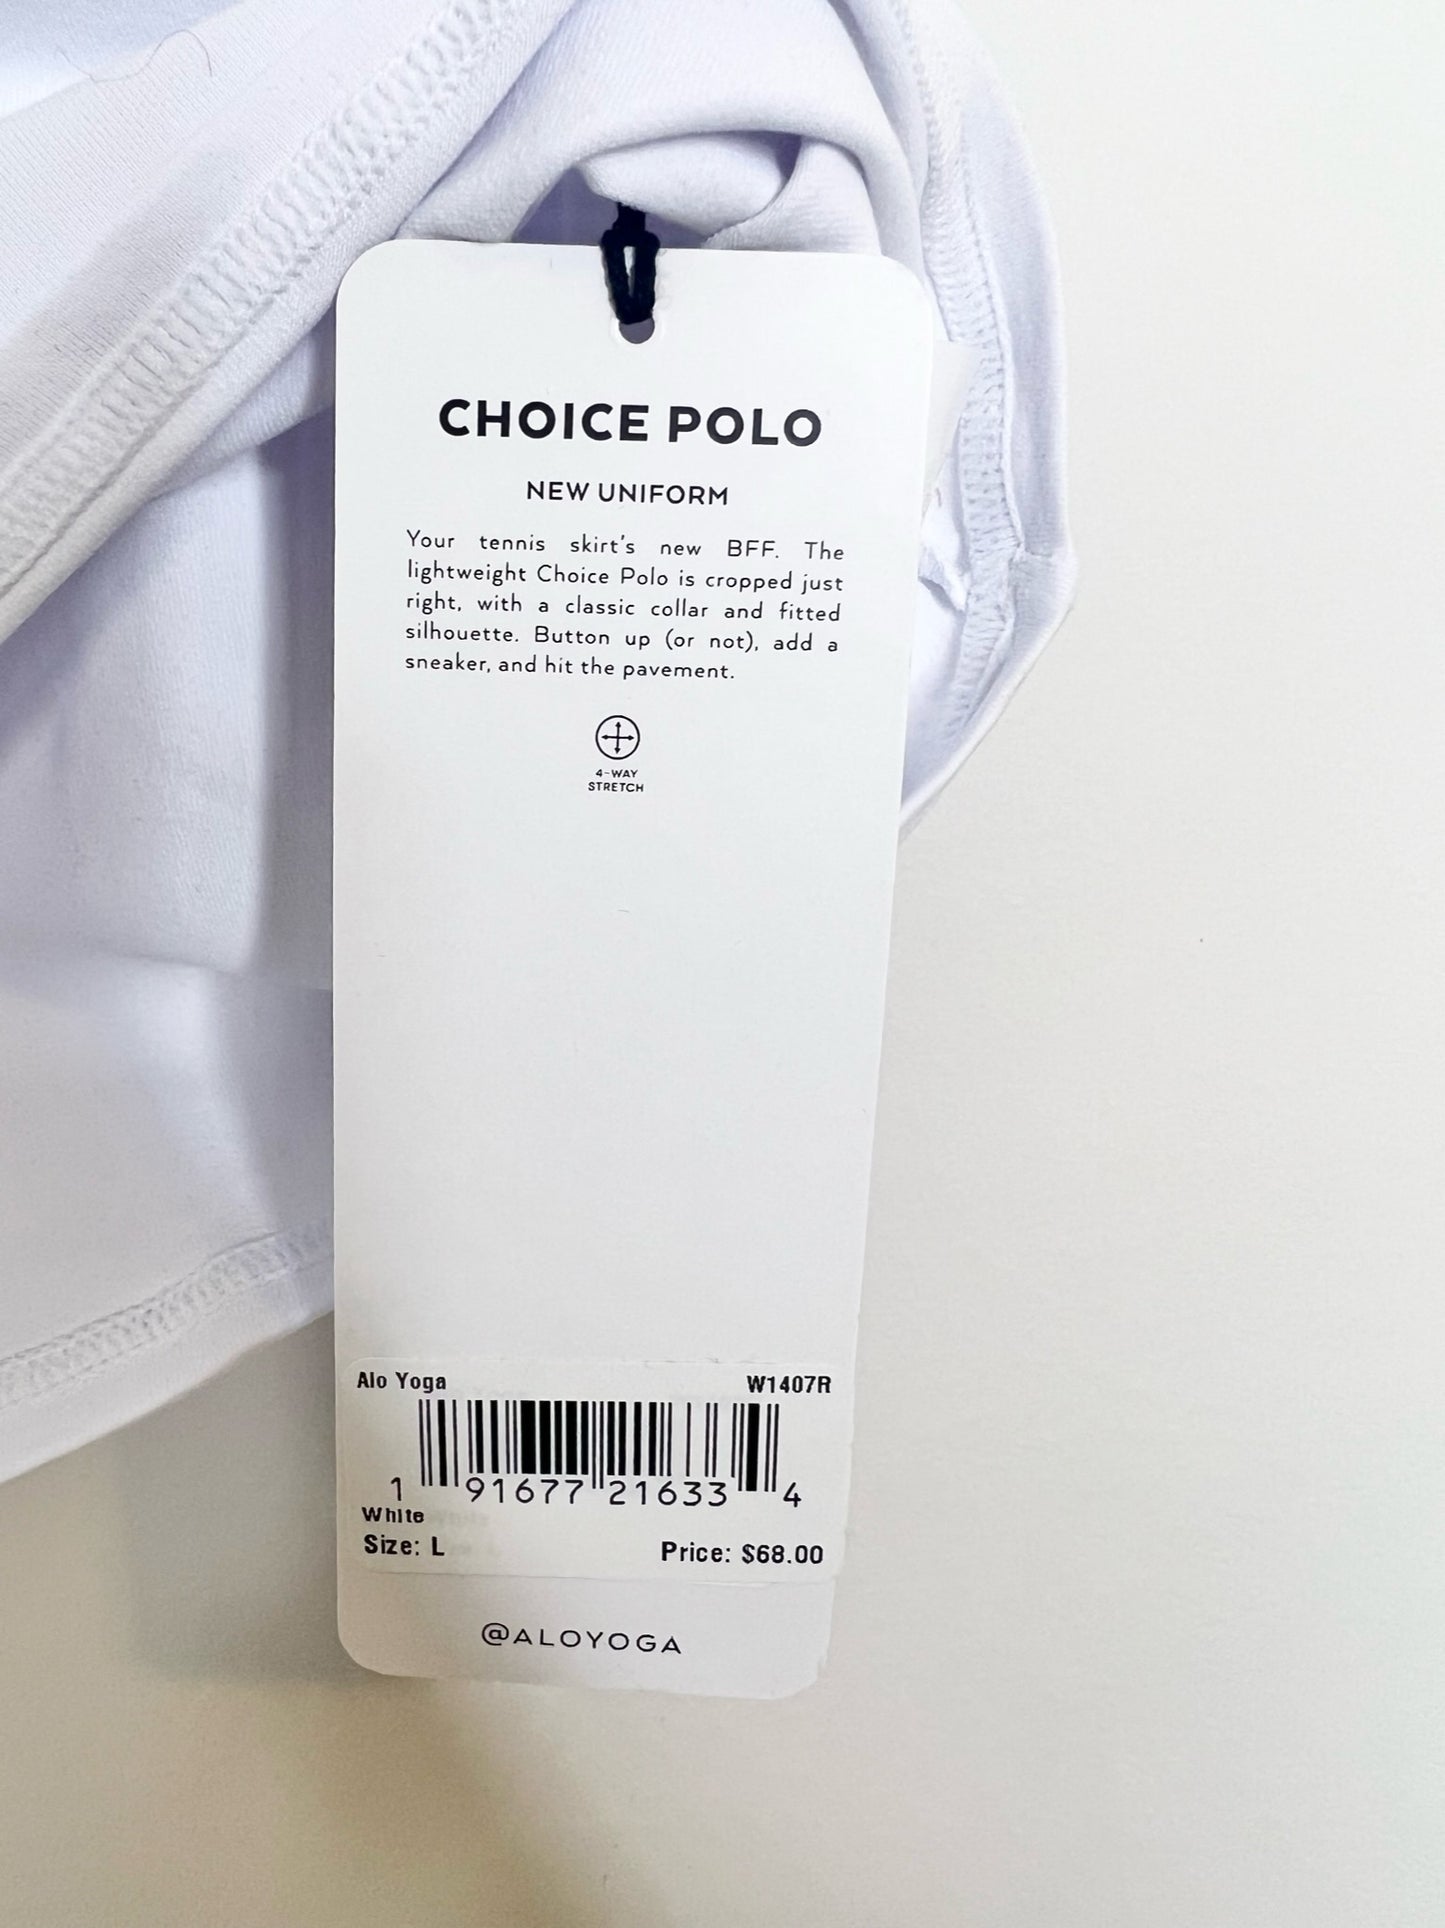 CHOICE POLO
NEW UNIFORM
Your tennis skirt's new BFF. The
lightweight Choice Polo is cropped just
right, with a classic collar and fitted
silhouette. Button up (or not), add a
sneaker, and hit the pavement.
4-WAY
STRETCH
Alo Yoga W1407R
1 91677 21633 4
White
Size: L Price: $68.00
@ALOYOGA